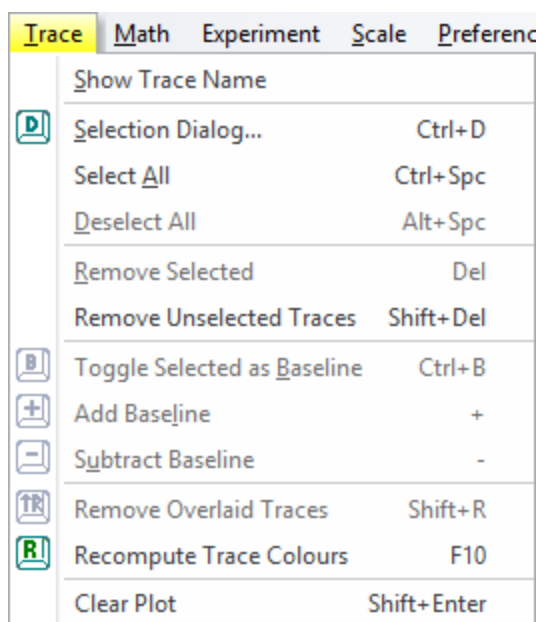 Trace Math Experiment Scale Preferenc
Show Trace Name
D Selection Dialog... Ctrl+D
Select All Ctrl+Spc
Deselect All Alt+Spc
Remove Selected Del
Remove Unselected Traces Shift+Del
B Toggle Selected as Baseline Ctrl+B
+ Add Baseline +
- Subtract Baseline -
↑R Remove Overlaid Traces Shift+R
R Recompute Trace Colours F10
Clear Plot Shift+Enter